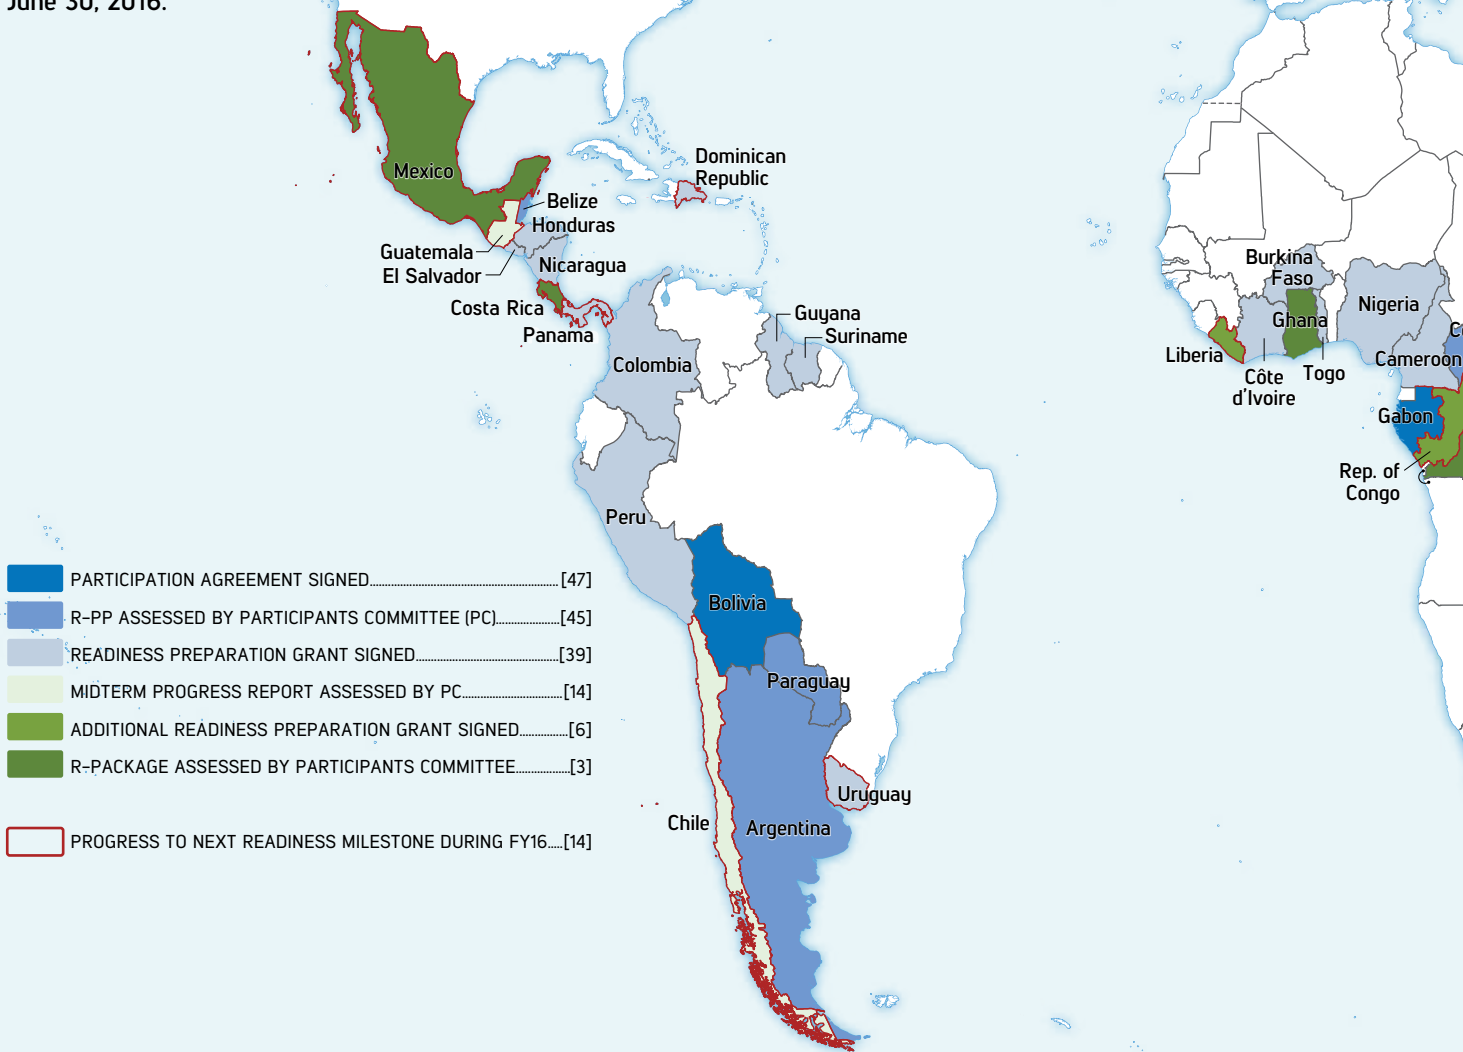 June 30, 2016.
Mexico
Dominican
Republic
Belize
Honduras
Guatemala
El Salvador
Nicaragua
Costa Rica
Panama
Guyana
Suriname
Colombia
Peru
Bolivia
Paraguay
Uruguay
Chile
Argentina
Burkina
Faso
Nigeria
Ghana
Liberia
Côte
d'Ivoire
Togo
Cameroon
Gabon
Rep. of
Congo
PARTICIPATION AGREEMENT SIGNED.......................................................... [47]
R-PP ASSESSED BY PARTICIPANTS COMMITTEE (PC)....................[45]
READINESS PREPARATION GRANT SIGNED.............................................[39]
MIDTERM PROGRESS REPORT ASSESSED BY PC...............................[14]
ADDITIONAL READINESS PREPARATION GRANT SIGNED...............[6]
R-PACKAGE ASSESSED BY PARTICIPANTS COMMITTEE.................[3]
PROGRESS TO NEXT READINESS MILESTONE DURING FY16.....[14]